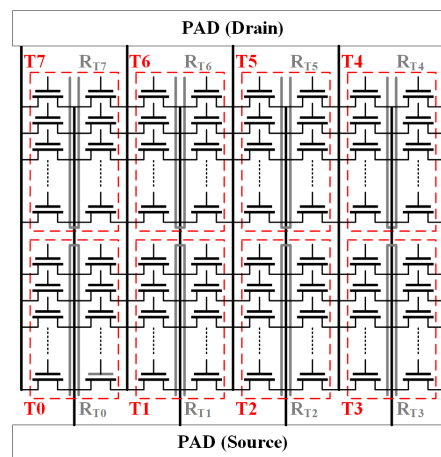 PAD (Drain)
T7 RT7 T6 RT6 T5 RT5 T4 RT4
T0 RT0 T1 RT1 T2 RT2 T3 RT3
PAD (Source)